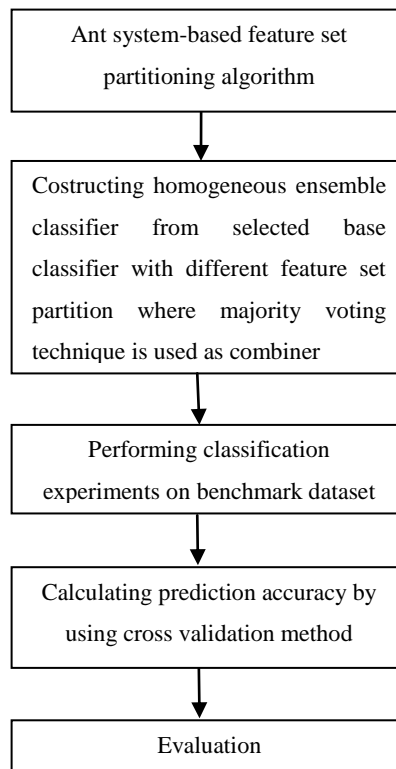 Ant system-based feature set
partitioning algorithm
Costructing homogeneous ensemble
classifier from selected base
classifier with different feature set
partition where majority voting
technique is used as combiner
Performing classification
experiments on benchmark dataset
Calculating prediction accuracy by
using cross validation method
Evaluation